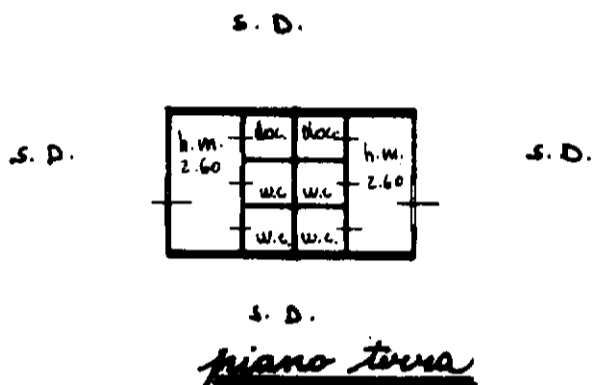 S. D.
S. D.
h.m.
2.60
doc.
doc.
h.m.
2.60
S. D.
w.c
w.c
w.c.
w.c.
S. D.
piano terra